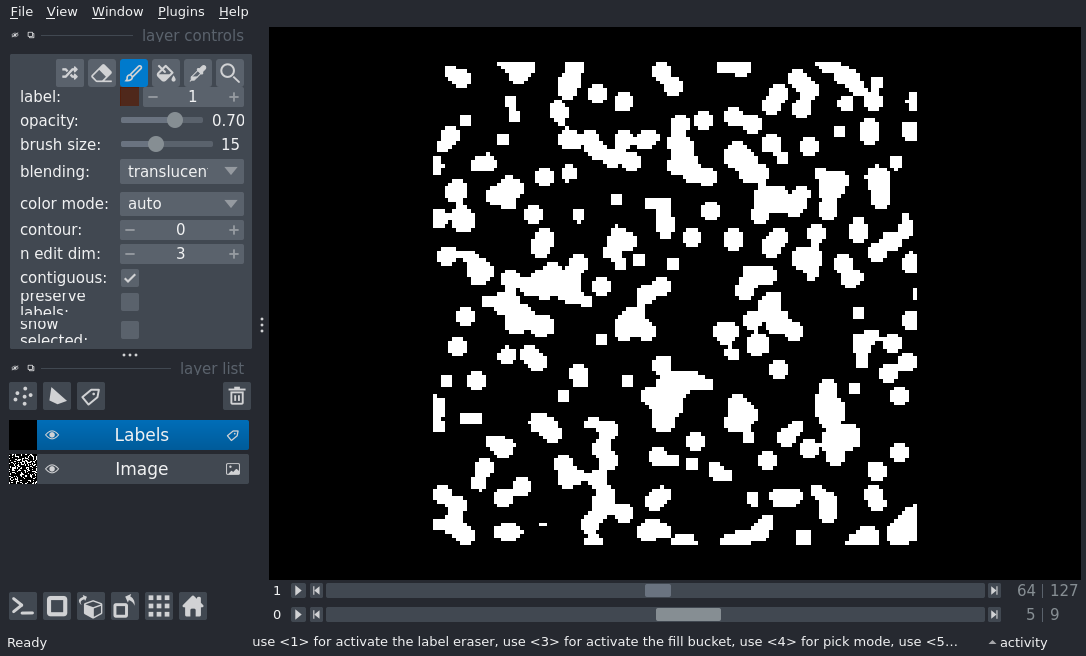 File View Window Plugins Help
layer controls
label: 1
opacity: 0.70
brush size: 15
blending: translucen
color mode: auto
contour: 0
n edit dim: 3
contiguous:
preserve
labels:
show
selected:
layer list
Labels
Image
1 64 | 127
0 5 | 9
Ready use <1> for activate the label eraser, use <3> for activate the fill bucket, use <4> for pick mode, use <5... activity